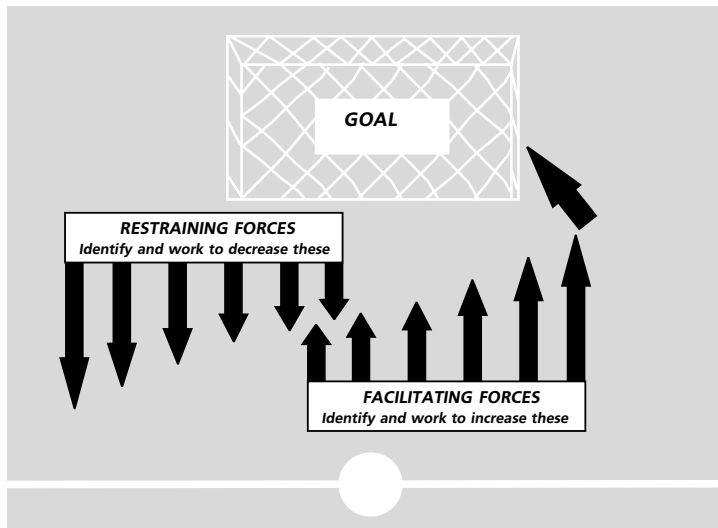 GOAL
RESTRAINING FORCES
Identify and work to decrease these
FACILITATING FORCES
Identify and work to increase these